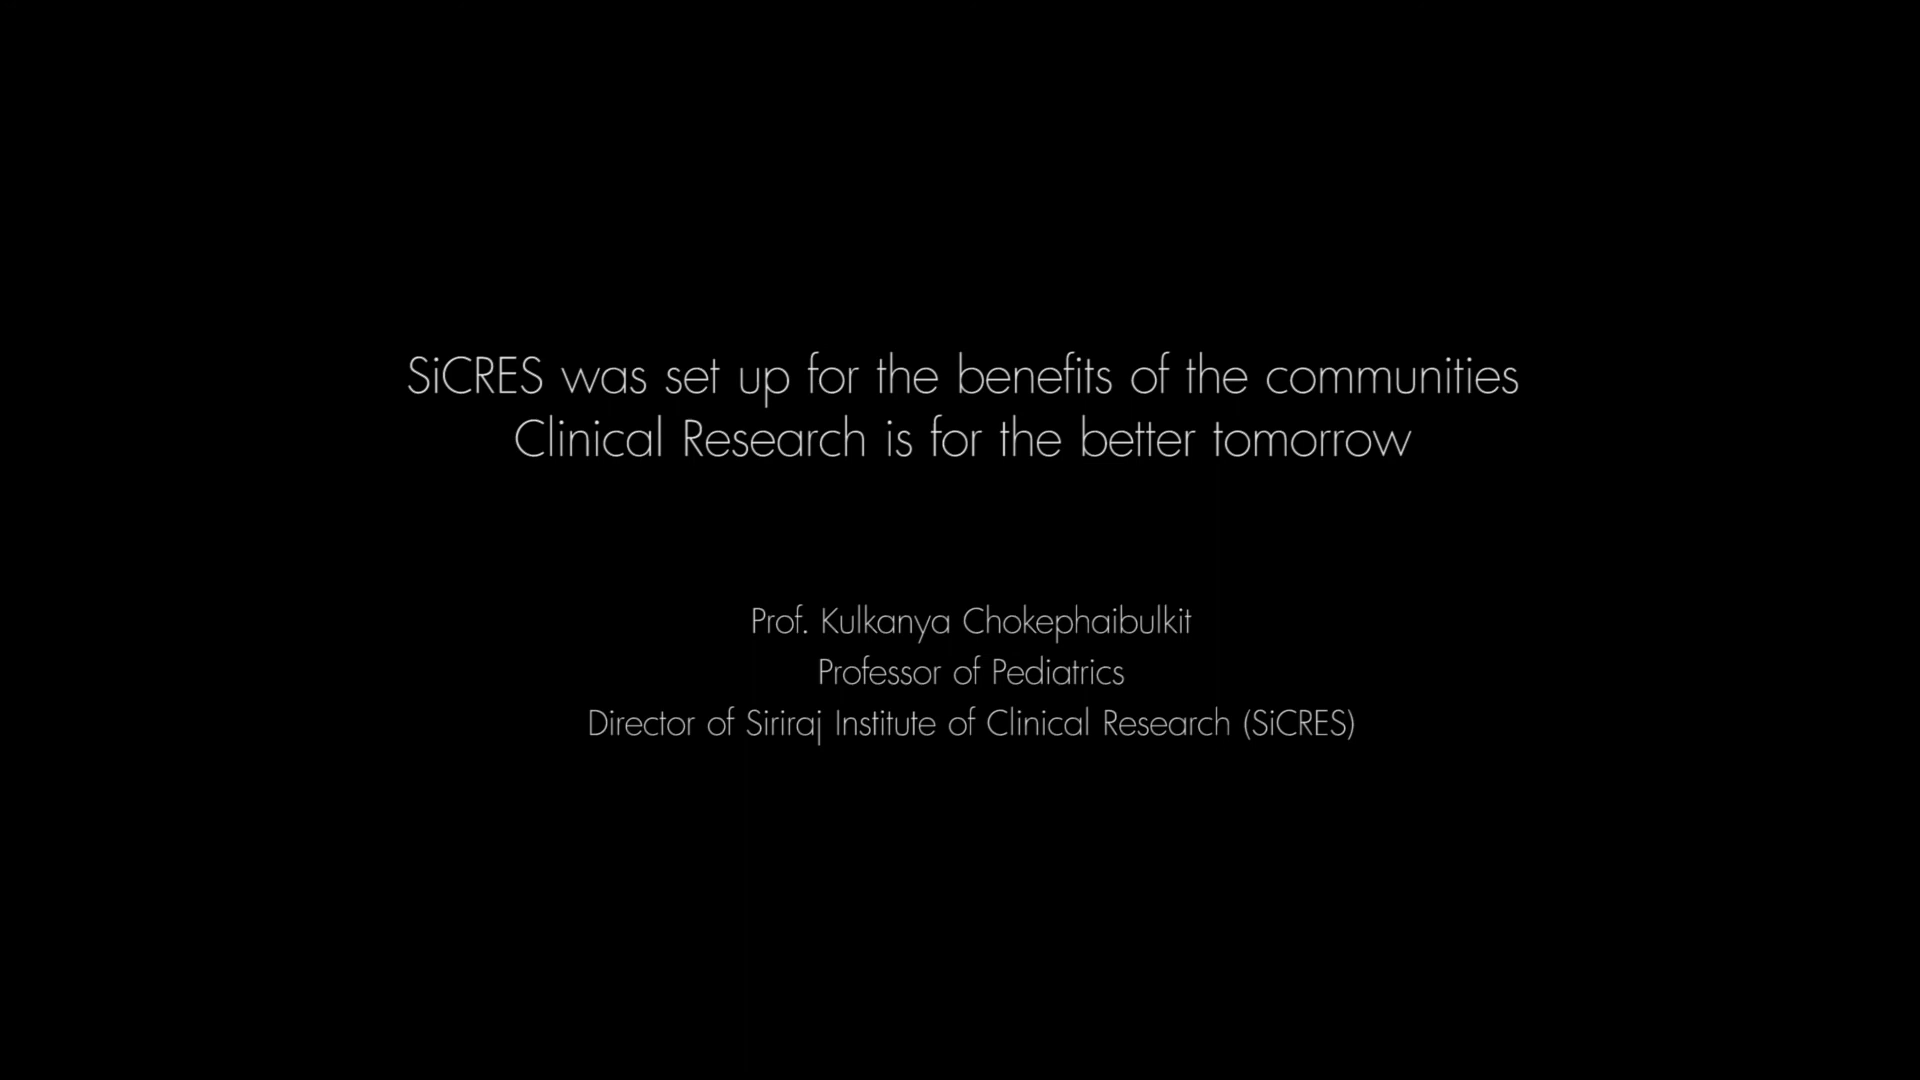 SiCRES was set up for the benefits of the communities
Clinical Research is for the better tomorrow
Prof. Kulkanya Chokephaibulkit
Professor of Pediatrics
Director of Siriraj Institute of Clinical Research (SiCRES)